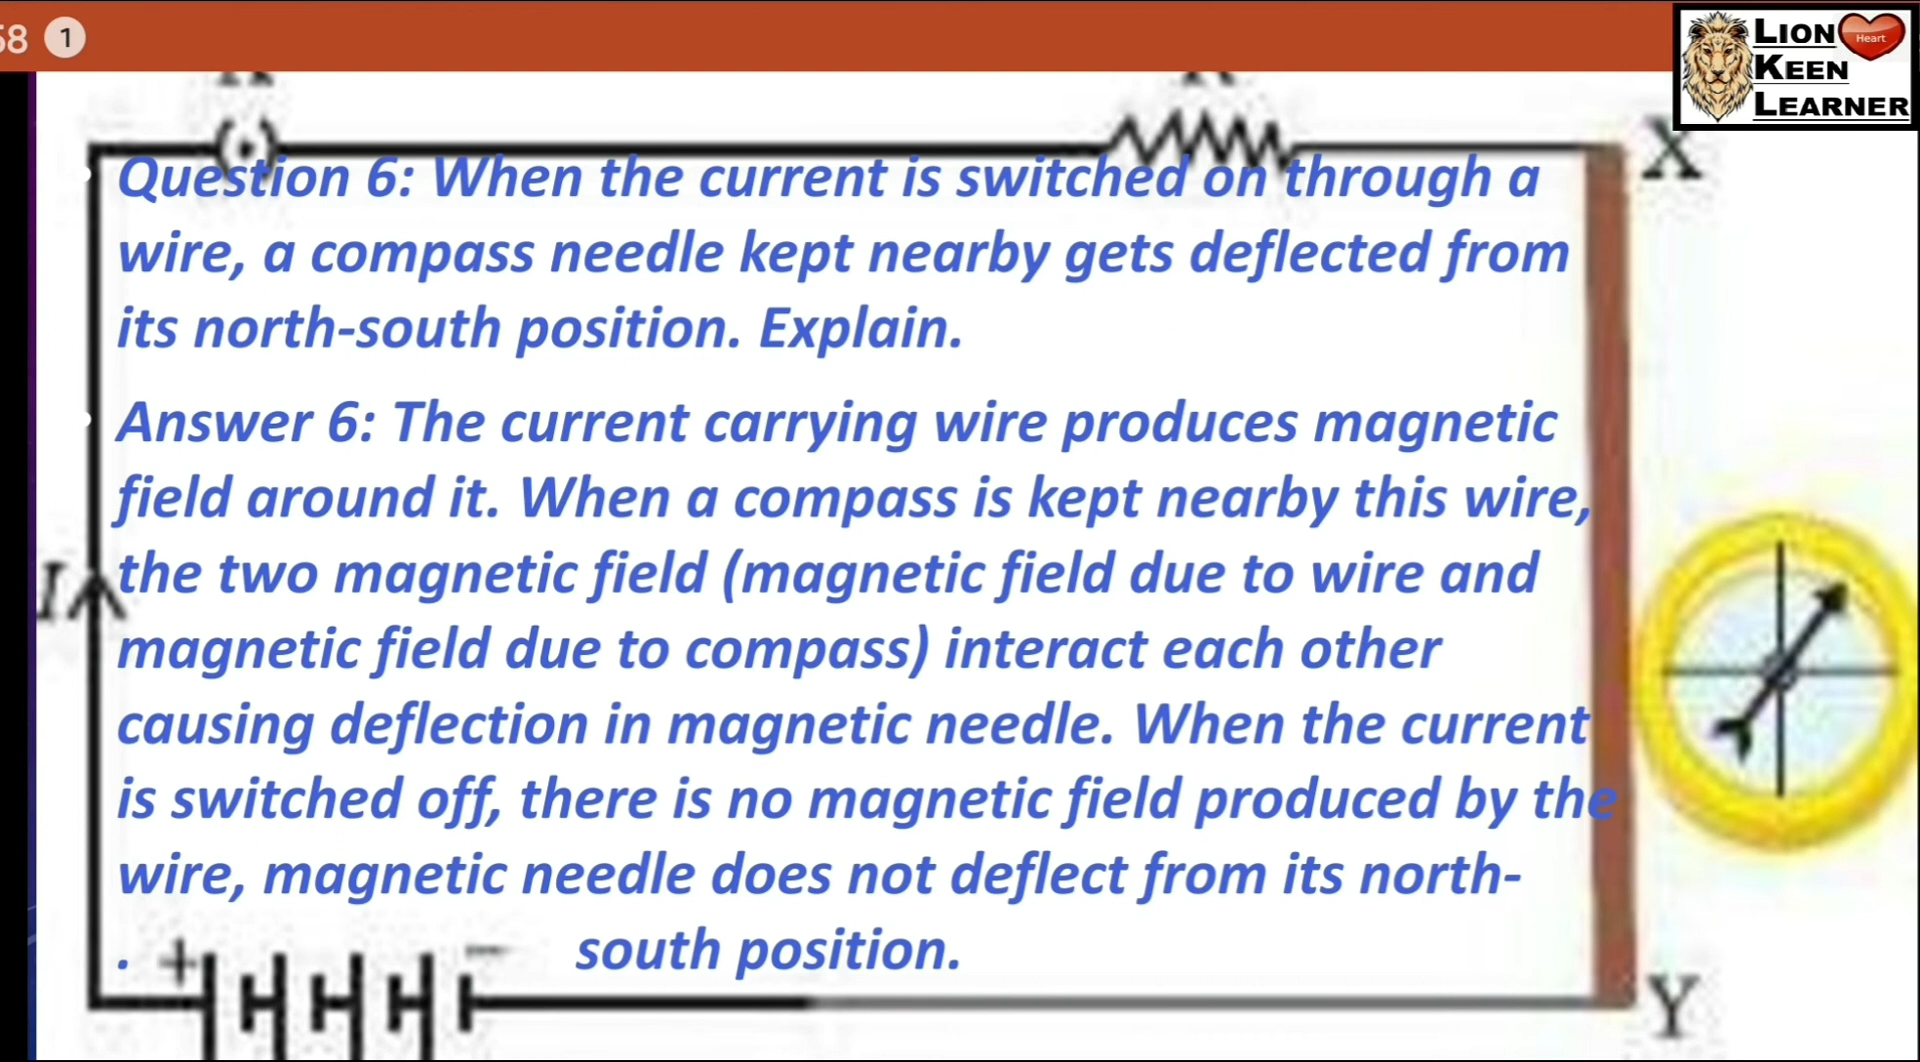 58 1
LION Heart
KEEN
LEARNER
K R
X
Question 6: When the current is switched on through a
wire, a compass needle kept nearby gets deflected from
its north-south position. Explain.
Answer 6: The current carrying wire produces magnetic
field around it. When a compass is kept nearby this wire,
I the two magnetic field (magnetic field due to wire and
magnetic field due to compass) interact each other
causing deflection in magnetic needle. When the current
is switched off, there is no magnetic field produced by the
wire, magnetic needle does not deflect from its north-
. + – south position.
Y